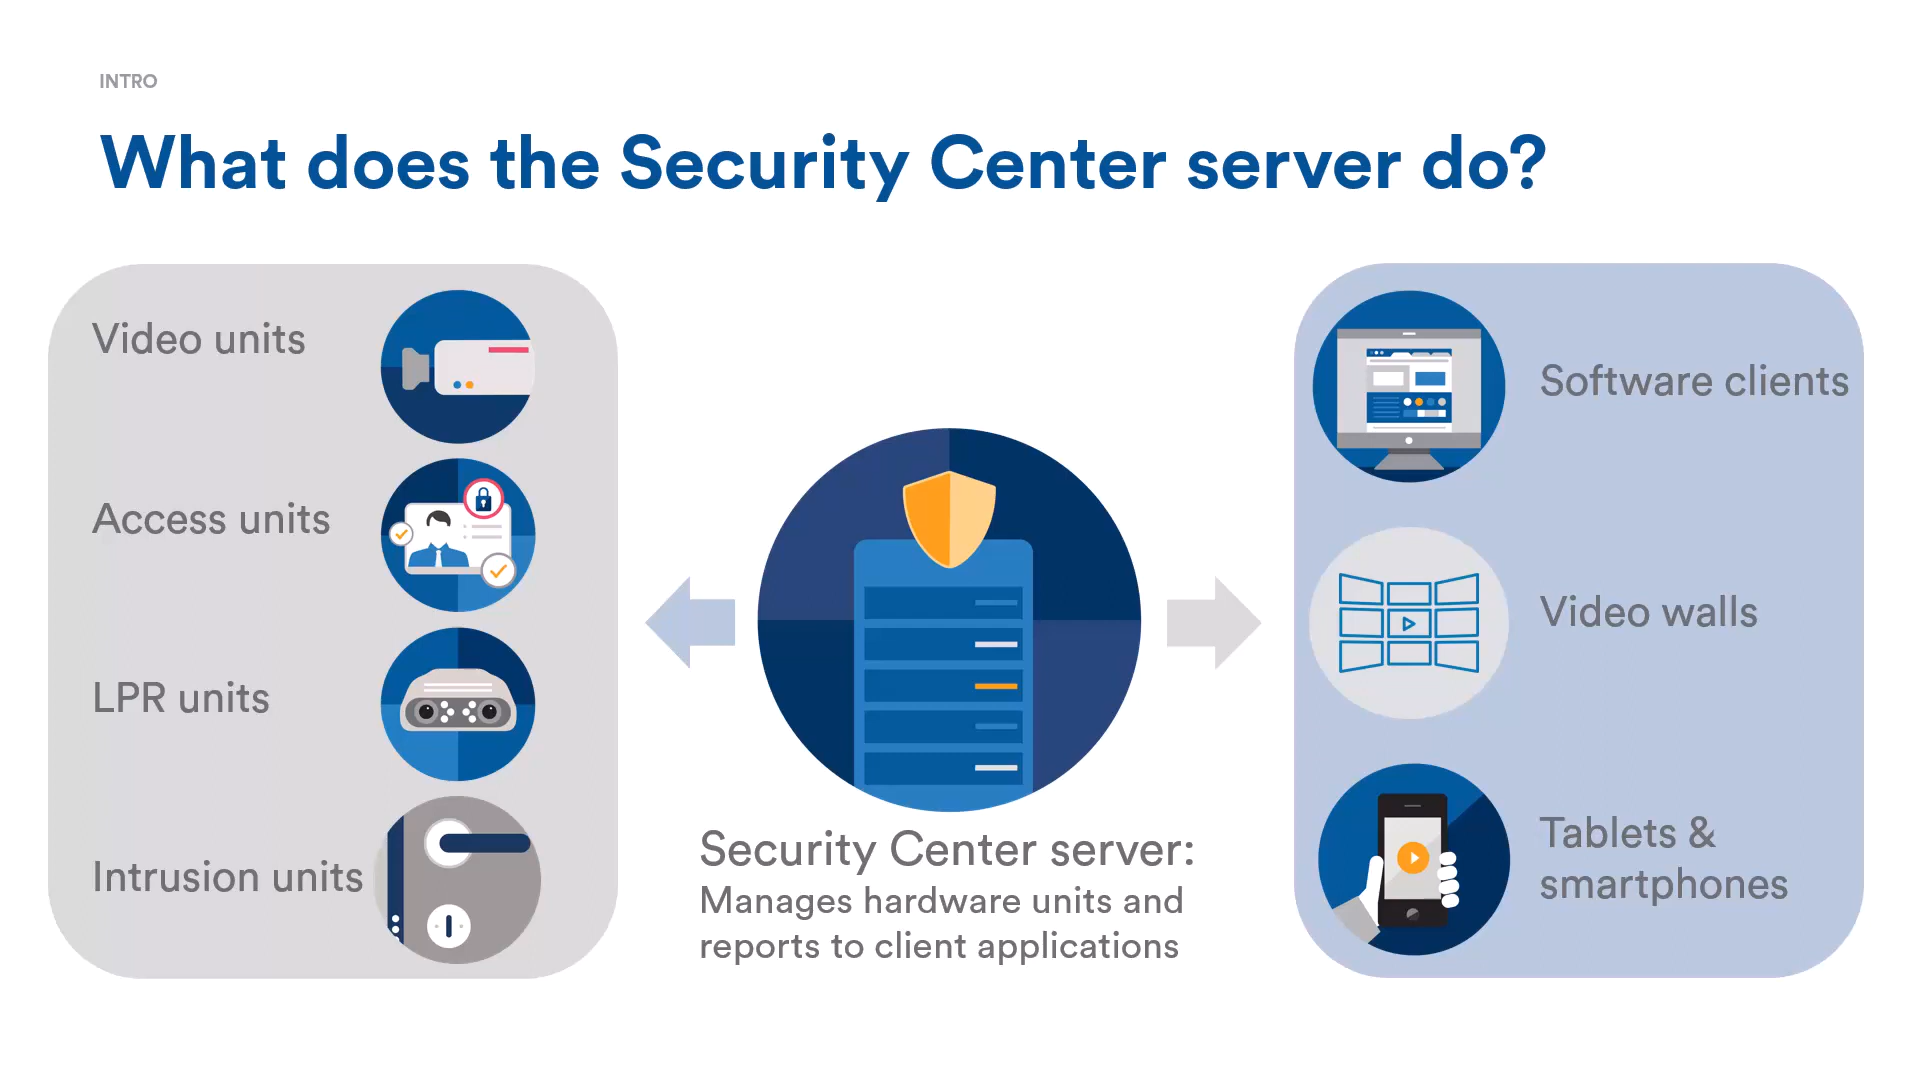 INTRO
What does the Security Center server do?
Video units
Access units
LPR units
Intrusion units
Security Center server:
Manages hardware units and
reports to client applications
Software clients
Video walls
Tablets &
smartphones